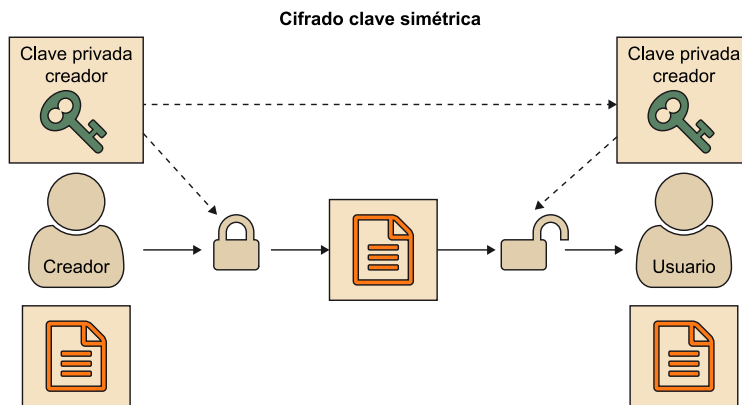 Cifrado clave simétrica
Clave privada
creador
Clave privada
creador
Creador
Usuario